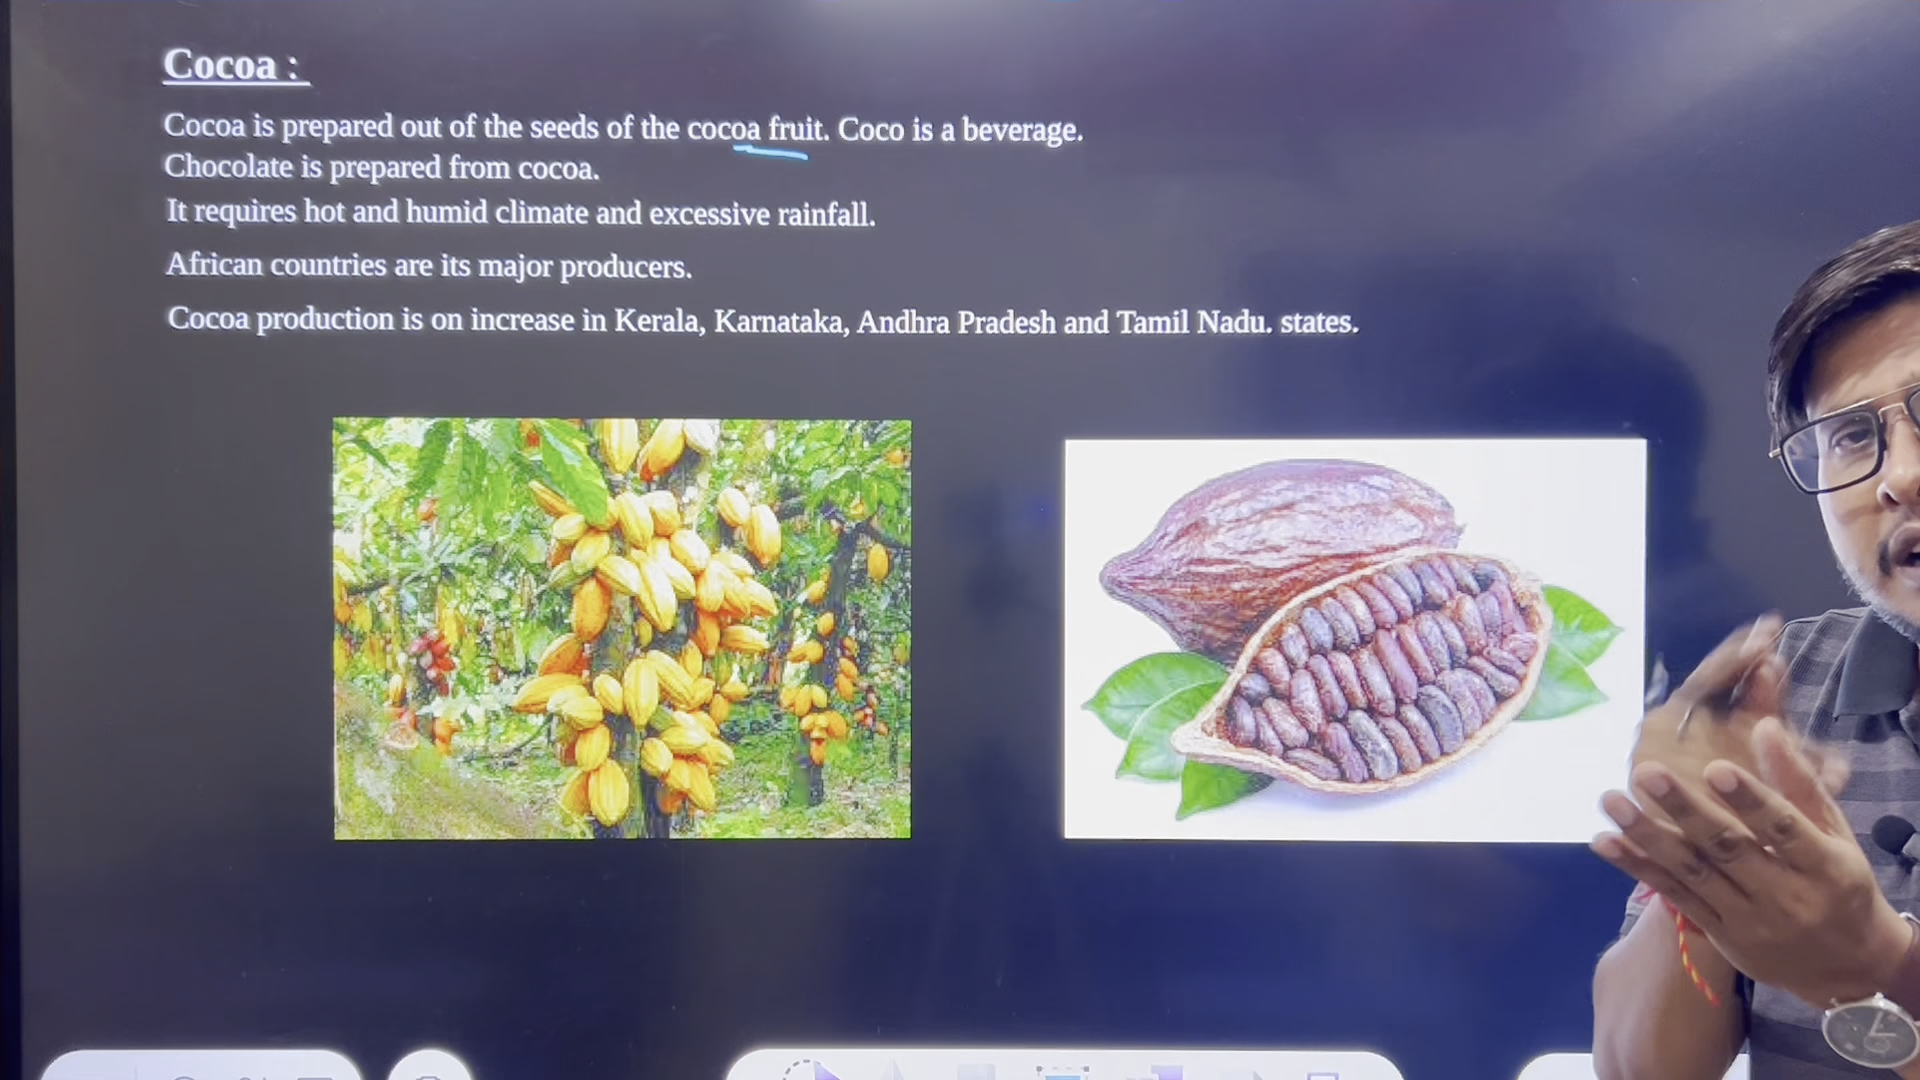 Cocoa :
Cocoa is prepared out of the seeds of the cocoa fruit. Coco is a beverage.
Chocolate is prepared from cocoa.
It requires hot and humid climate and excessive rainfall.
African countries are its major producers.
Cocoa production is on increase in Kerala, Karnataka, Andhra Pradesh and Tamil Nadu. states.